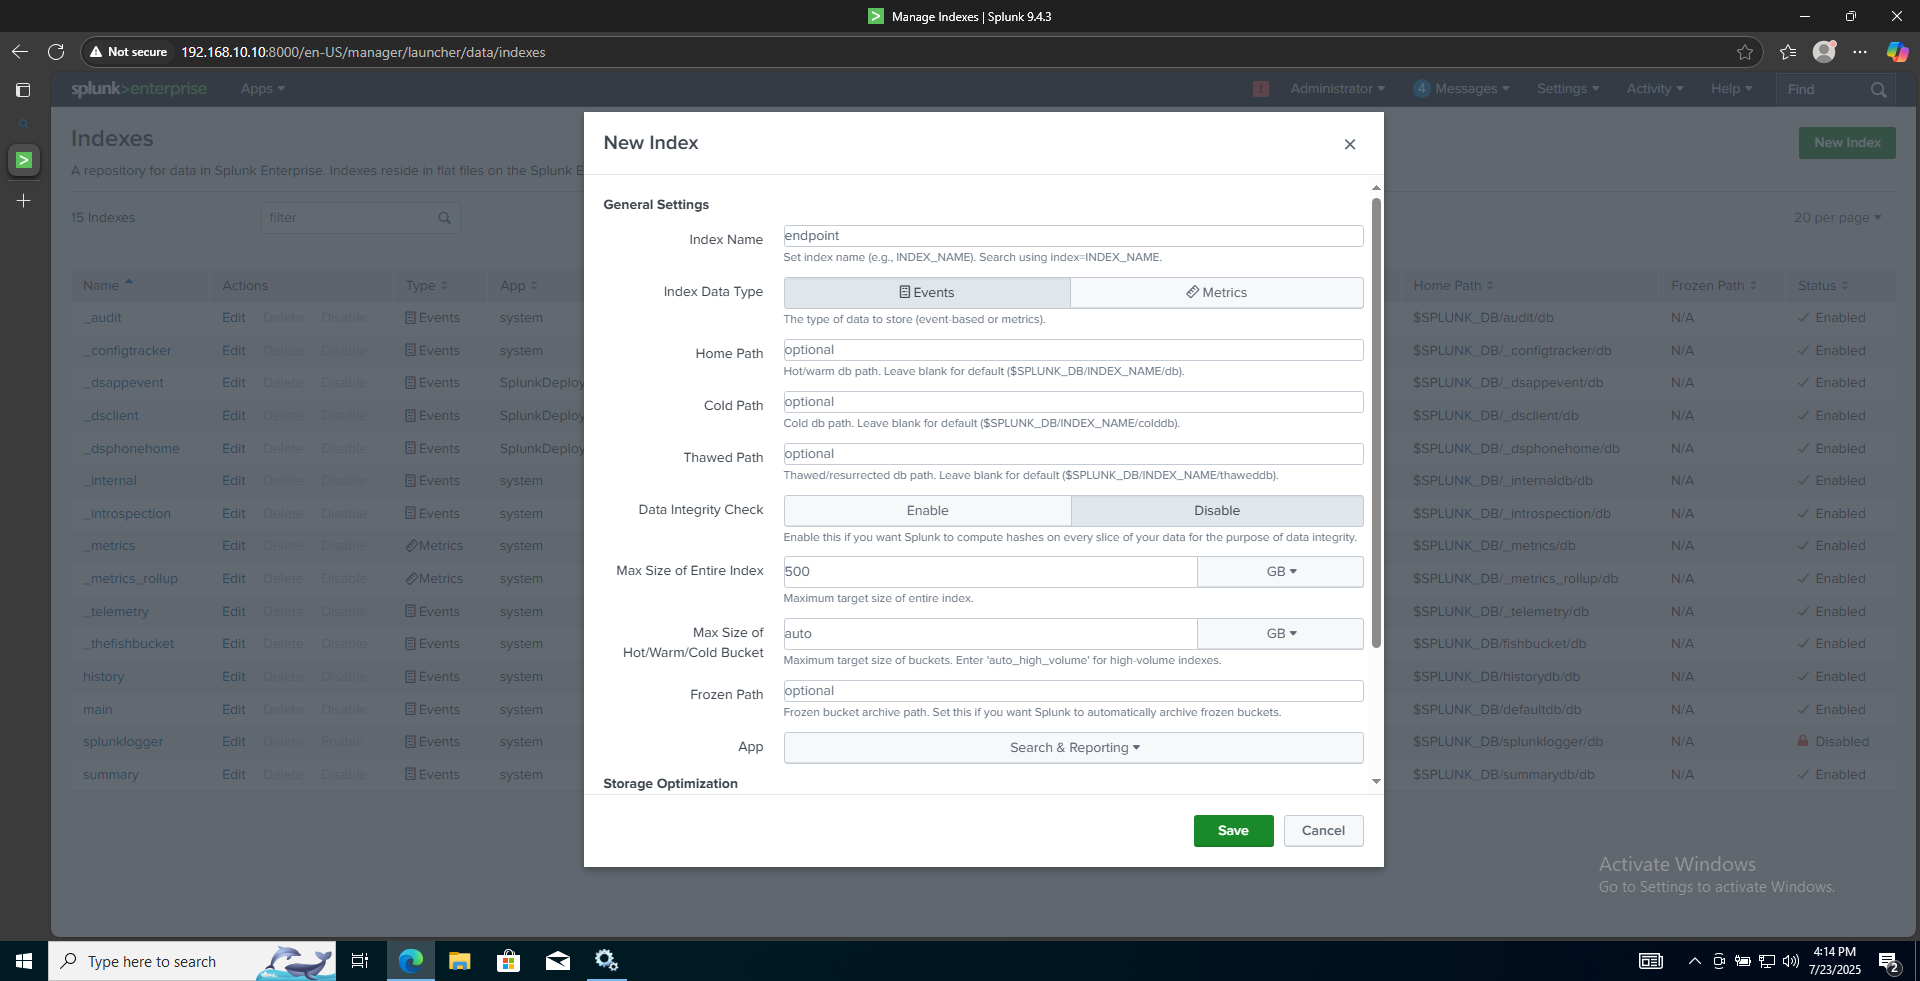 Manage Indexes | Splunk 9.4.3
Not secure 192.168.10.10:8000/en-US/manager/launcher/data/indexes
splunk>enterprise Apps Administrator 4 Messages Settings Activity Help Find
Indexes
New Index
A repository for data in Splunk Enterprise. Indexes reside in flat files on the Splunk E
15 Indexes filter 20 per page
Name Actions Type App Home Path Frozen Path Status
_audit Edit Delete Disable Events system $SPLUNK_DB/audit/db N/A Enabled
_configtracker Edit Delete Disable Events system $SPLUNK_DB/_configtracker/db N/A Enabled
_dsappevent Edit Delete Disable Events SplunkDeploy $SPLUNK_DB/_dsappevent/db N/A Enabled
_dsclient Edit Delete Disable Events SplunkDeploy $SPLUNK_DB/_dsclient/db N/A Enabled
_dsphonehome Edit Delete Disable Events SplunkDeploy $SPLUNK_DB/_dsphonehome/db N/A Enabled
_internal Edit Delete Disable Events system $SPLUNK_DB/_internaldb/db N/A Enabled
_introspection Edit Delete Disable Events system $SPLUNK_DB/_introspection/db N/A Enabled
_metrics Edit Delete Disable Metrics system $SPLUNK_DB/_metrics/db N/A Enabled
_metrics_rollup Edit Delete Disable Metrics system $SPLUNK_DB/_metrics_rollup/db N/A Enabled
_telemetry Edit Delete Disable Events system $SPLUNK_DB/_telemetry/db N/A Enabled
_thefishbucket Edit Delete Disable Events system $SPLUNK_DB/fishbucket/db N/A Enabled
history Edit Delete Disable Events system $SPLUNK_DB/historydb/db N/A Enabled
main Edit Delete Disable Events system $SPLUNK_DB/defaultdb/db N/A Enabled
splunklogger Edit Delete Enable Events system $SPLUNK_DB/splunklogger/db N/A Disabled
summary Edit Delete Disable Events system $SPLUNK_DB/summarydb/db N/A Enabled
New Index
General Settings
Index Name endpoint
Set index name (e.g., INDEX_NAME). Search using index=INDEX_NAME.
Index Data Type Events Metrics
The type of data to store (event-based or metrics).
Home Path optional
Hot/warm db path. Leave blank for default ($SPLUNK_DB/INDEX_NAME/db).
Cold Path optional
Cold db path. Leave blank for default ($SPLUNK_DB/INDEX_NAME/colddb).
Thawed Path optional
Thawed/resurrected db path. Leave blank for default ($SPLUNK_DB/INDEX_NAME/thaweddb).
Data Integrity Check Enable Disable
Enable this if you want Splunk to compute hashes on every slice of your data for the purpose of data integrity.
Max Size of Entire Index 500 GB
Maximum target size of entire index.
Max Size of Hot/Warm/Cold Bucket auto GB
Maximum target size of buckets. Enter 'auto_high_volume' for high-volume indexes.
Frozen Path optional
Frozen bucket archive path. Set this if you want Splunk to automatically archive frozen buckets.
App Search & Reporting
Storage Optimization
Save Cancel
Activate Windows
Go to Settings to activate Windows.
Type here to search
4:14 PM
7/23/2025
2